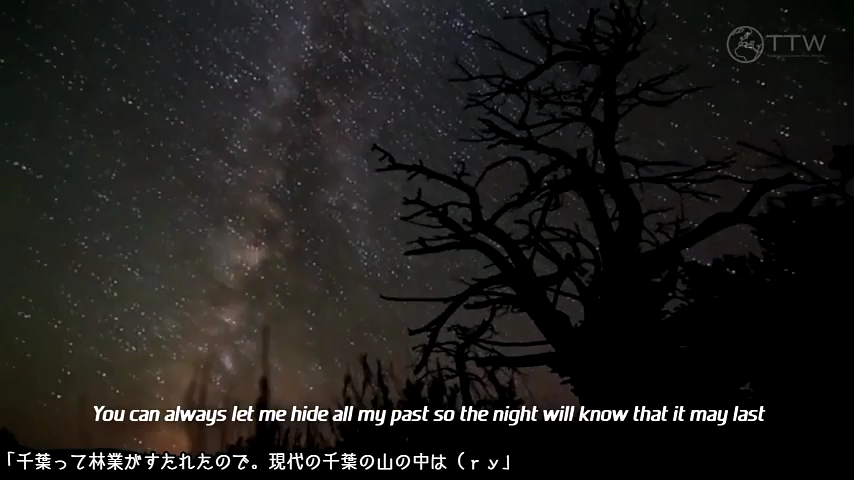 TTW
You can always let me hide all my past so the night will know that it may last
「千葉って林業がすたれたので。現代の千葉の山の中は(ry」